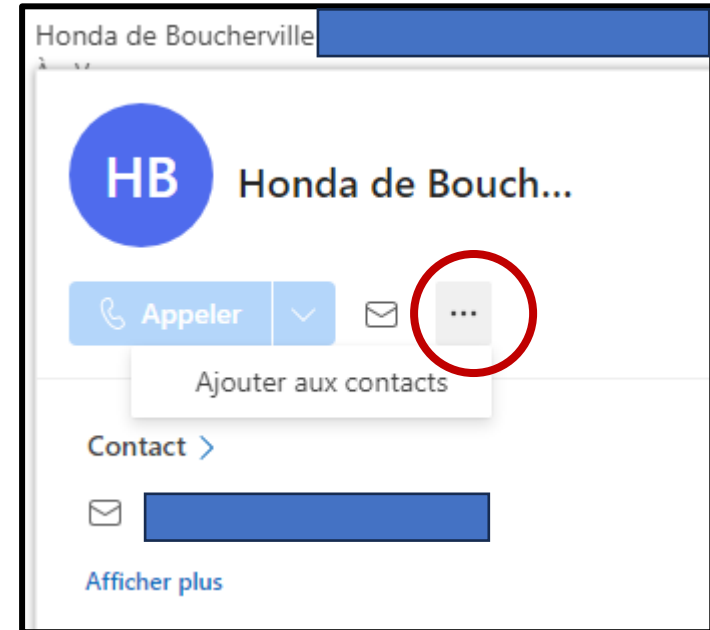 Honda de Boucherville
HB
Honda de Bouch...
Appeler
Ajouter aux contacts
Contact
Afficher plus